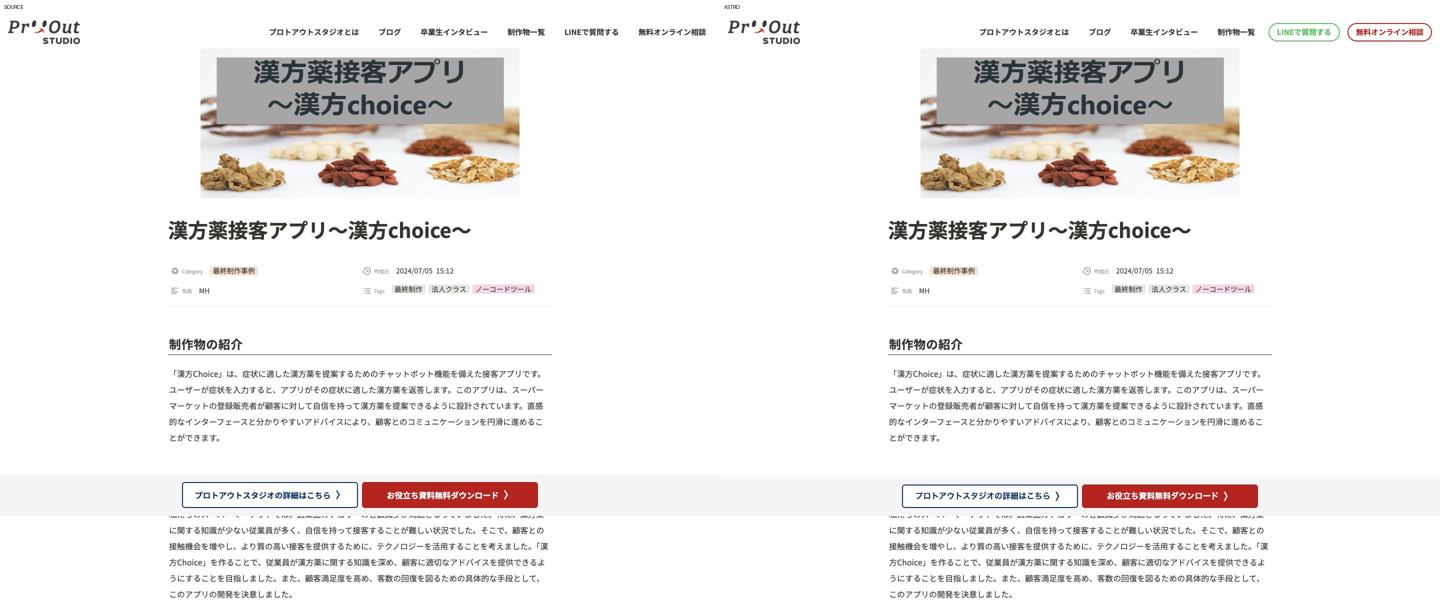 SOURCE
Pr Out
STUDIO
プロトアウトスタジオとは
ブログ
卒業生インタビュー
制作物一覧
LINEで質問する
無料オンライン相談
漢方薬接客アプリ
〜漢方choice〜
漢方薬接客アプリ〜漢方choice〜
Category 最終制作事例
作成日 2024/07/05 15:12
名前 MH
Tags 最終制作 法人クラス ノーコードツール
制作物の紹介
「漢方Choice」は、症状に適した漢方薬を提案するためのチャットボット機能を備えた接客アプリです。
ユーザーが症状を入力すると、アプリがその症状に適した漢方薬を返答します。このアプリは、スーパー
マーケットの登録販売者が顧客に対して自信を持って漢方薬を提案できるように設計されています。直感
的なインターフェースと分かりやすいアドバイスにより、顧客とのコミュニケーションを円滑に進めるこ
とができます。
プロトアウトスタジオの詳細はこちら 〉
お役立ち資料無料ダウンロード 〉
に関する知識が少ない従業員が多く、自信を持って接客することが難しい状況でした。そこで、顧客との
接触機会を増やし、より質の高い接客を提供するために、テクノロジーを活用することを考えました。「漢
方Choice」を作ることで、従業員が漢方薬に関する知識を深め、顧客に適切なアドバイスを提供できるよ
うにすることを目指しました。また、顧客満足度を高め、客数の回復を図るための具体的な手段として、
このアプリの開発を決意しました。
ASTRO
Pr Out
STUDIO
プロトアウトスタジオとは
ブログ
卒業生インタビュー
制作物一覧
LINEで質問する
無料オンライン相談
漢方薬接客アプリ
〜漢方choice〜
漢方薬接客アプリ〜漢方choice〜
Category 最終制作事例
作成日 2024/07/05 15:12
名前 MH
Tags 最終制作 法人クラス ノーコードツール
制作物の紹介
「漢方Choice」は、症状に適した漢方薬を提案するためのチャットボット機能を備えた接客アプリです。
ユーザーが症状を入力すると、アプリがその症状に適した漢方薬を返答します。このアプリは、スーパー
マーケットの登録販売者が顧客に対して自信を持って漢方薬を提案できるように設計されています。直感
的なインターフェースと分かりやすいアドバイスにより、顧客とのコミュニケーションを円滑に進めるこ
とができます。
プロトアウトスタジオの詳細はこちら 〉
お役立ち資料無料ダウンロード 〉
に関する知識が少ない従業員が多く、自信を持って接客することが難しい状況でした。そこで、顧客との
接触機会を増やし、より質の高い接客を提供するために、テクノロジーを活用することを考えました。「漢
方Choice」を作ることで、従業員が漢方薬に関する知識を深め、顧客に適切なアドバイスを提供できるよ
うにすることを目指しました。また、顧客満足度を高め、客数の回復を図るための具体的な手段として、
このアプリの開発を決意しました。